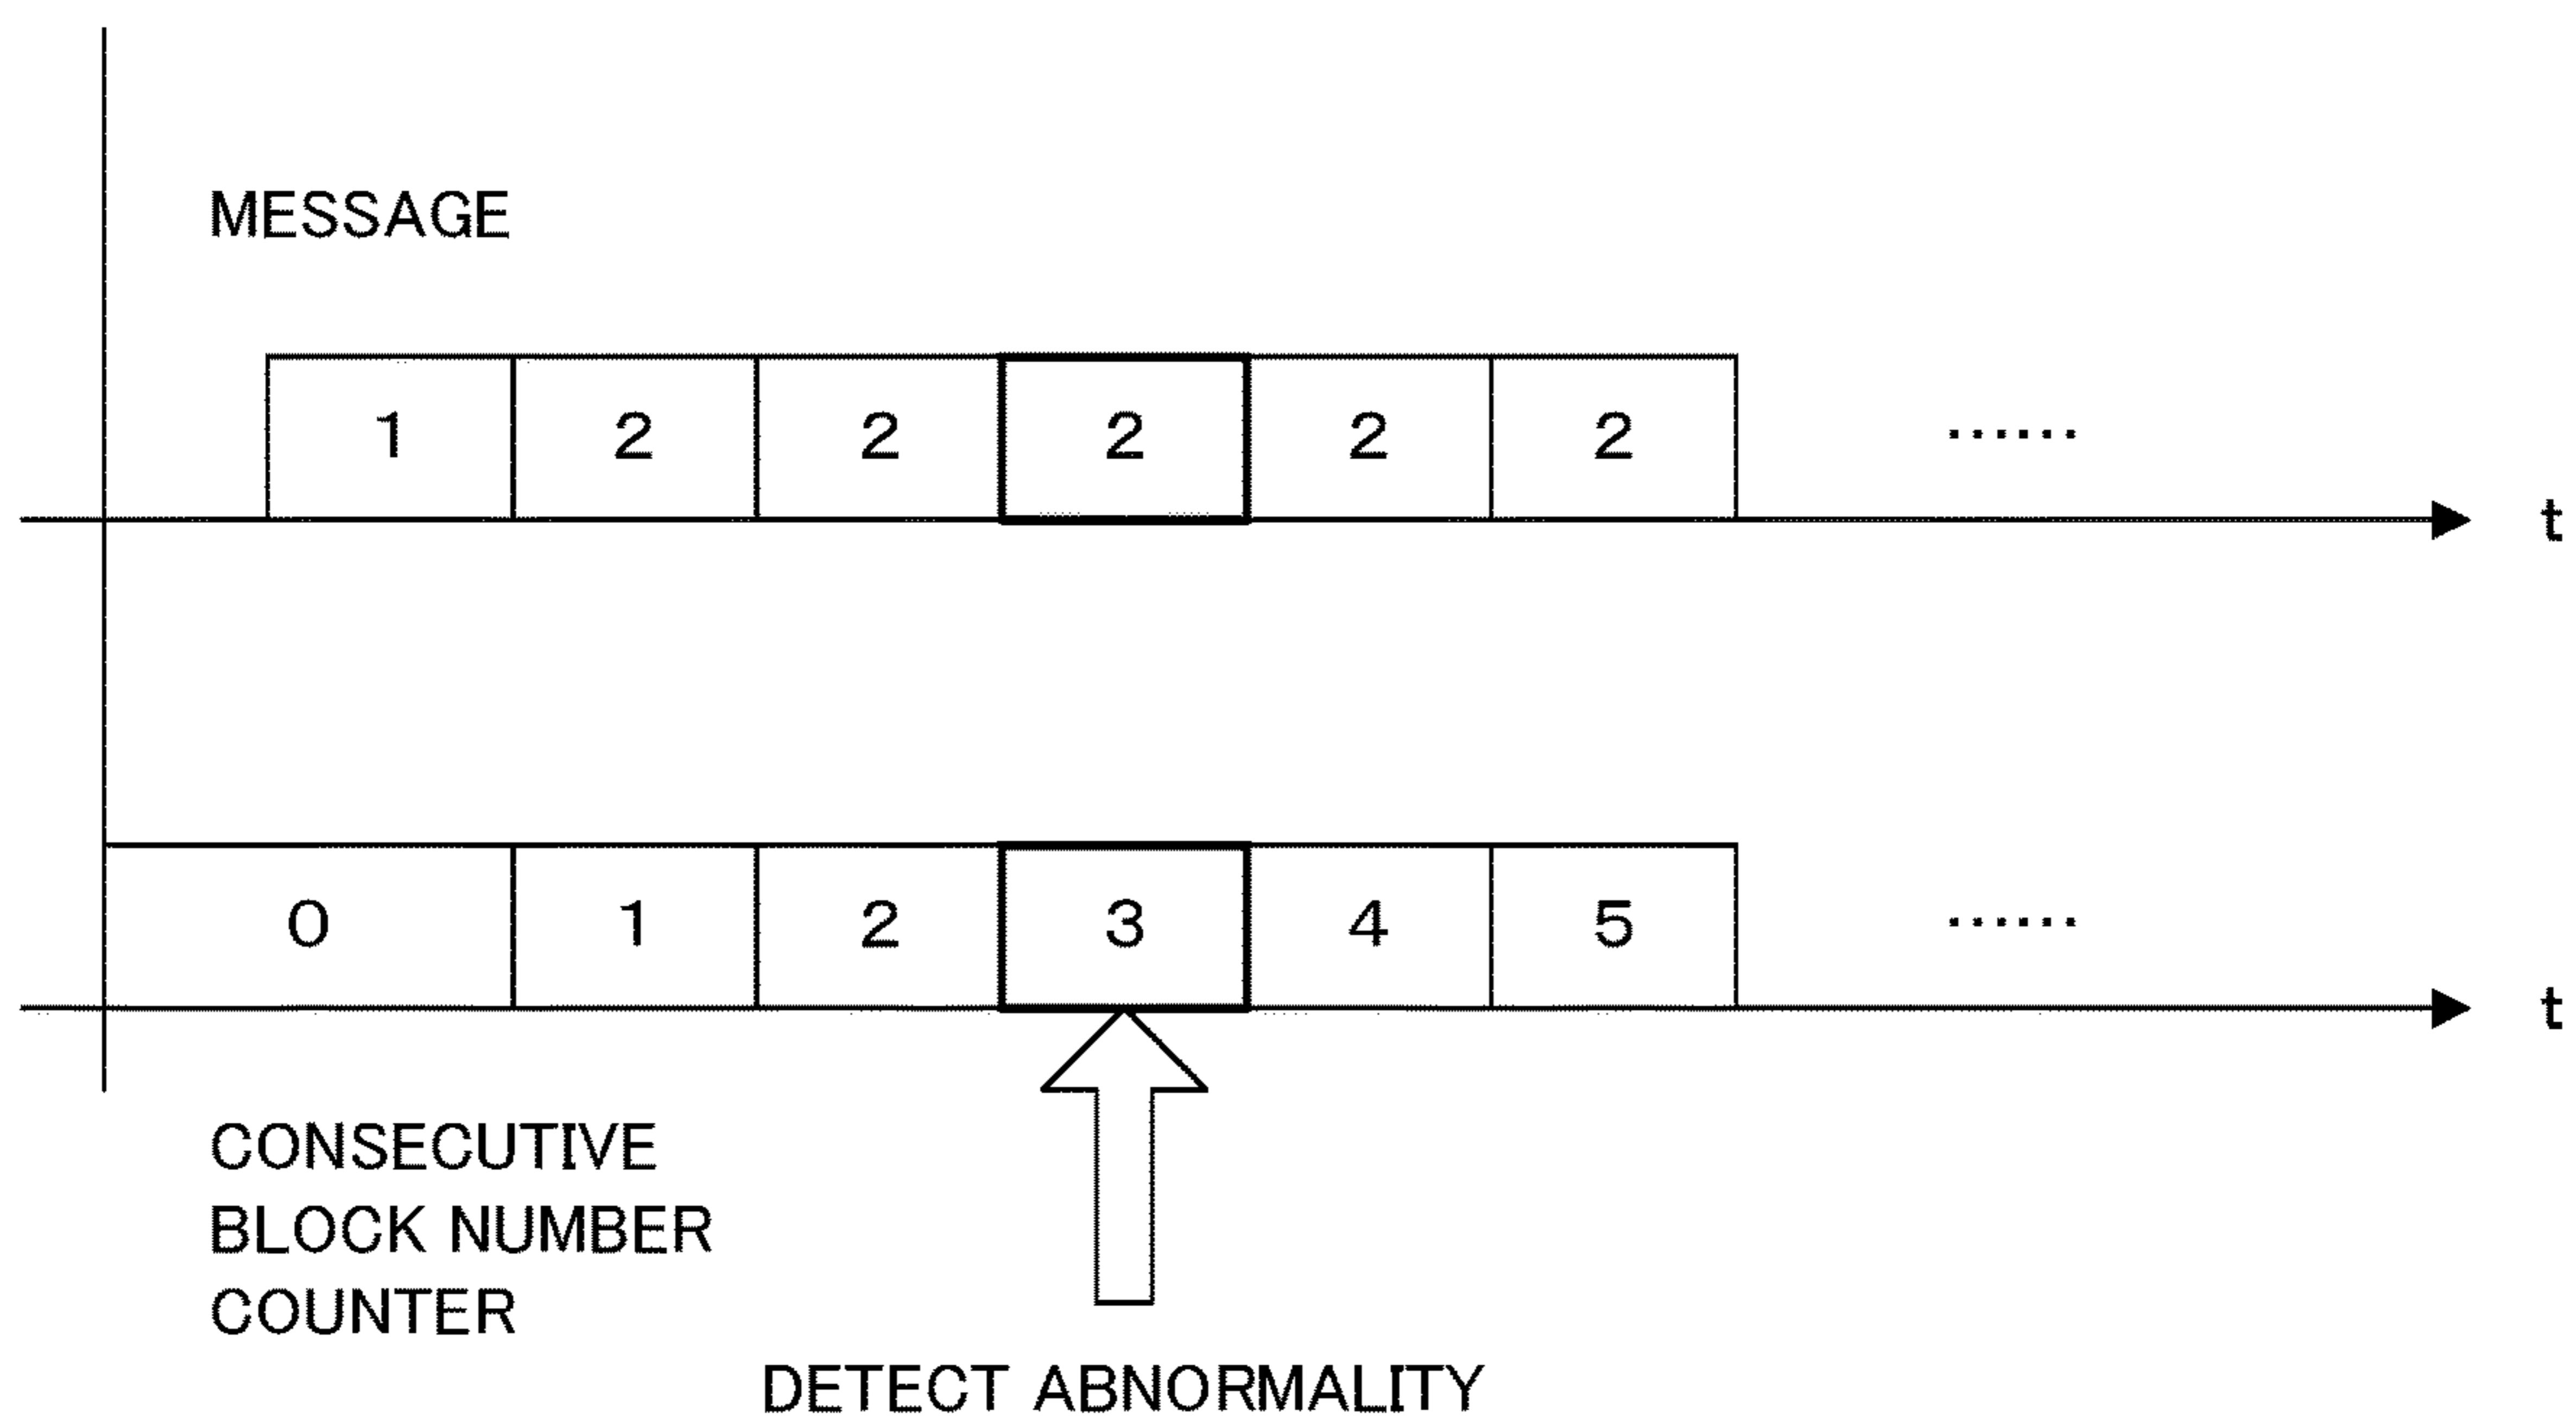 MESSAGE
1 2 2 2 2 2 ......
t
0 1 2 3 4 5 ......
t
CONSECUTIVE
BLOCK NUMBER
COUNTER
DETECT ABNORMALITY